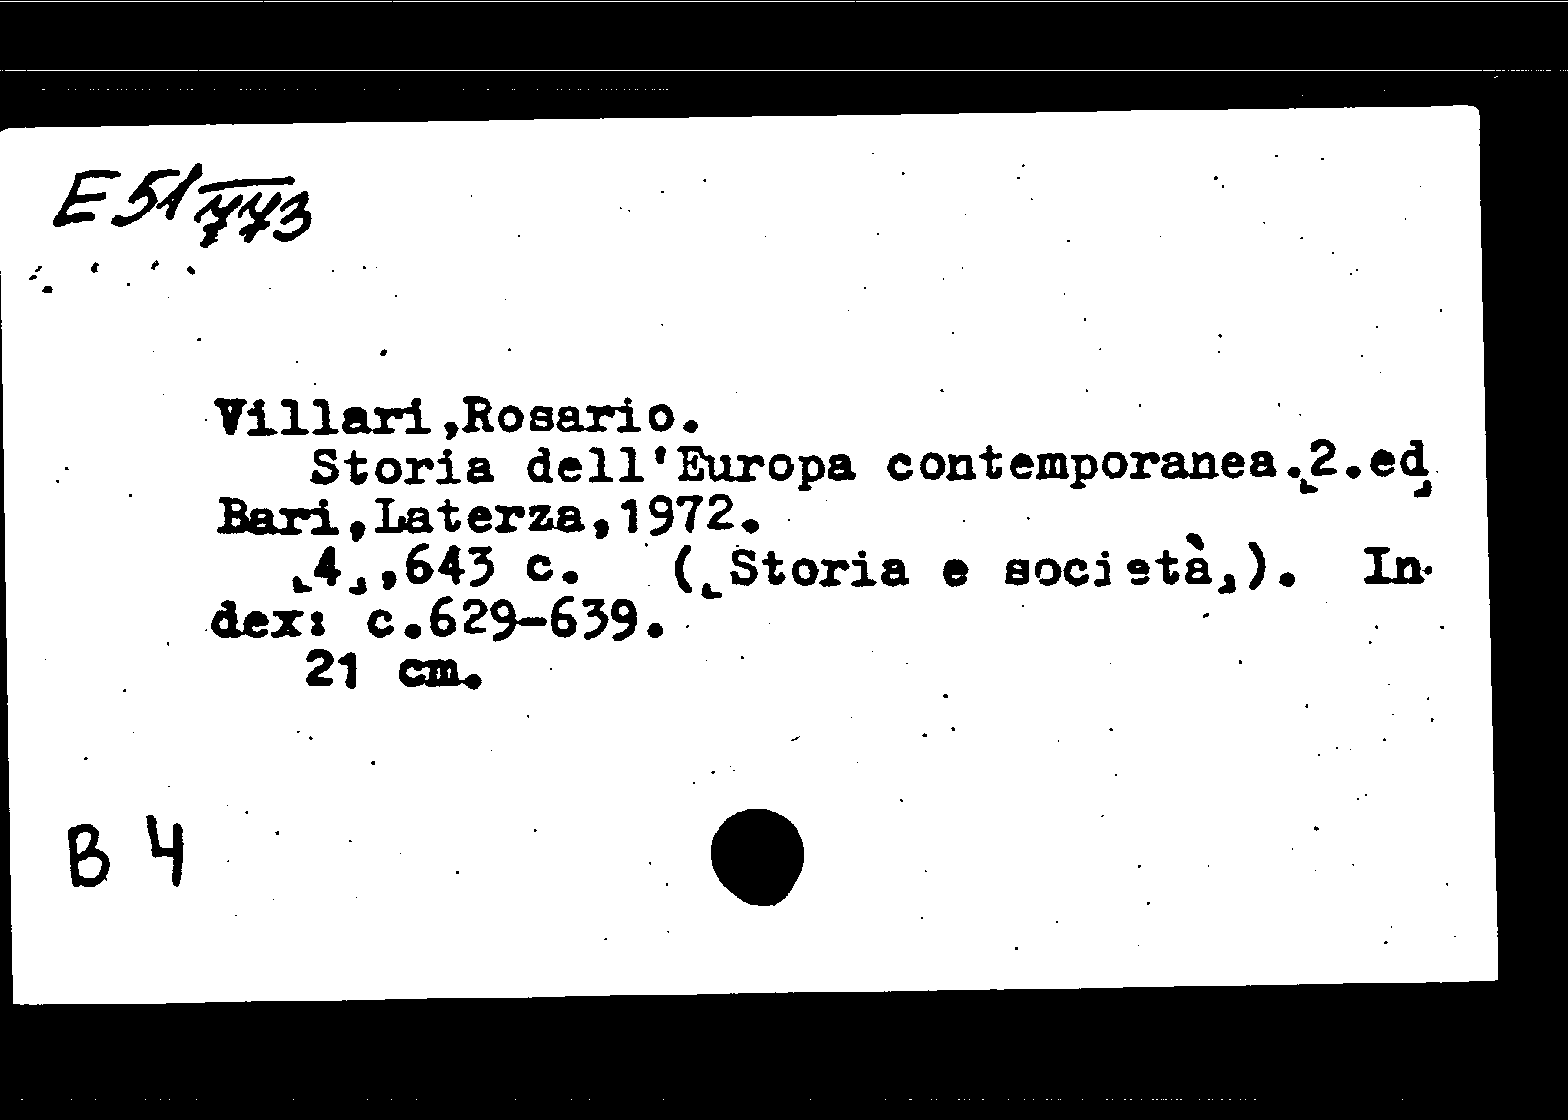 E 51/773
Villari,Rosario.
Storia dell'Europa contemporanea.[2.ed]
Bari,Laterza,1972.
[4],643 c. ([Storia e società]). In-
dex: c.629-639.
21 cm.
B 4